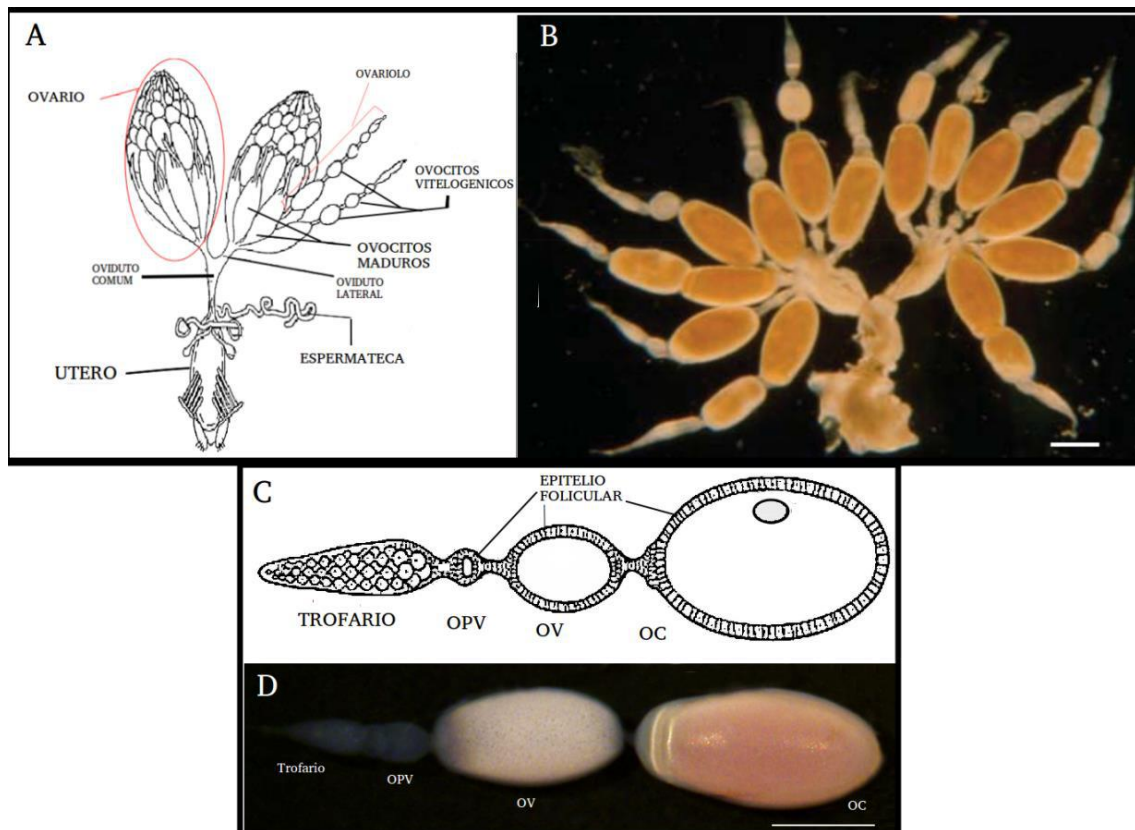 A
OVARIO
OVARIOLO
OVOCITOS
VITELOGENICOS
OVOCITOS
MADUROS
OVIDUTO
COMUM
OVIDUTO
LATERAL
ESPERMATECA
UTERO
B
C
EPITELIO
FOLICULAR
TROFARIO
OPV
OV
OC
D
Trofario
OPV
OV
OC